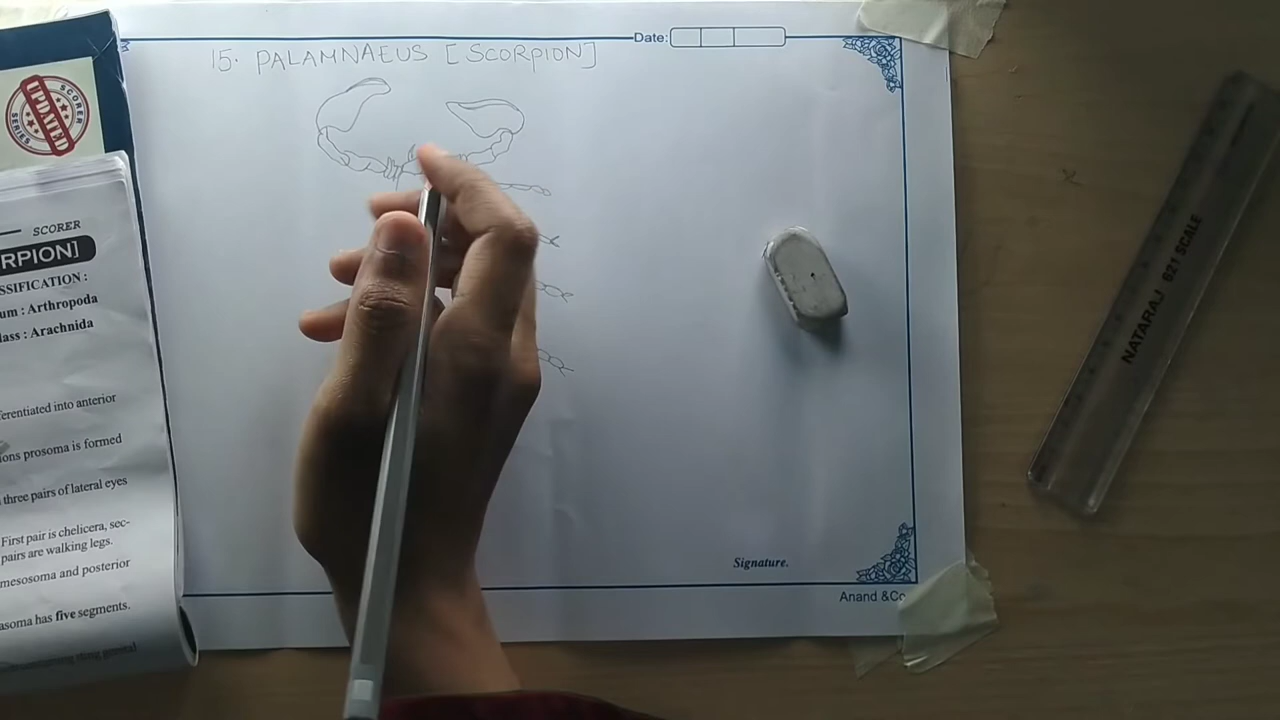 Date:
15. PALAMNAEUS [SCORPION]
UPDATED
SCORER
SERIES
SCORER
RPION]
SSIFICATION :
um : Arthropoda
lass : Arachnida
ferentiated into anterior
ons prosoma is formed
three pairs of lateral eyes
First pair is chelicera, sec-
pairs are walking legs.
mesosoma and posterior
asoma has five segments.
NATARAJ 621 SCALE
Signature.
Anand &Co